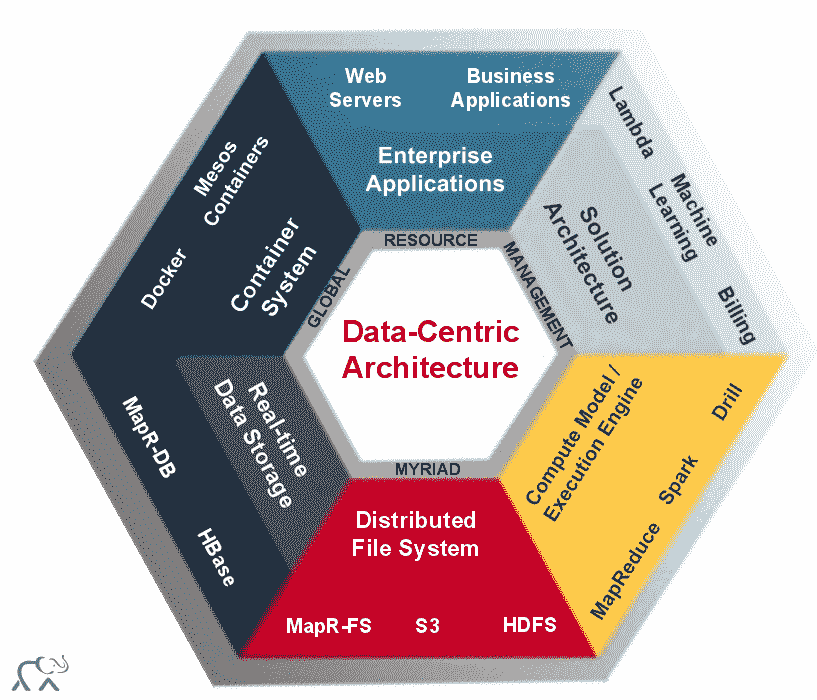 Web
Servers
Business
Applications
Enterprise
Applications
Lambda
Machine
Learning
Billing
Solution
Architecture
Mesos
Containers
Docker
Container
System
GLOBAL
RESOURCE
MANAGEMENT
Data-Centric
Architecture
MYRIAD
Real-time
Data Storage
MapR-DB
HBase
Compute Model /
Execution Engine
Drill
Spark
MapReduce
Distributed
File System
MapR-FS
S3
HDFS